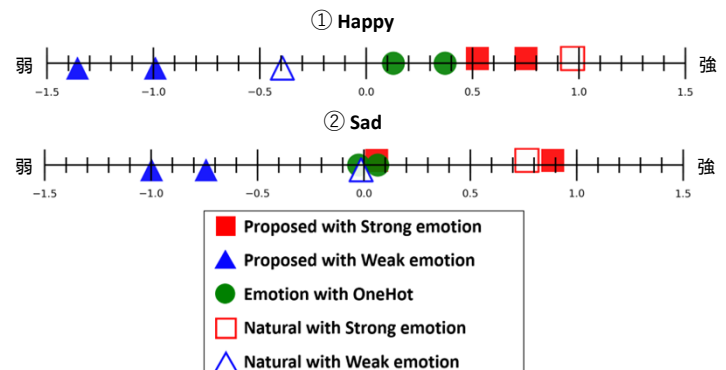 ① Happy
弱 強
−1.5 −1.0 −0.5 0.0 0.5 1.0 1.5
② Sad
弱 強
−1.5 −1.0 −0.5 0.0 0.5 1.0 1.5
Proposed with Strong emotion
Proposed with Weak emotion
Emotion with OneHot
Natural with Strong emotion
Natural with Weak emotion